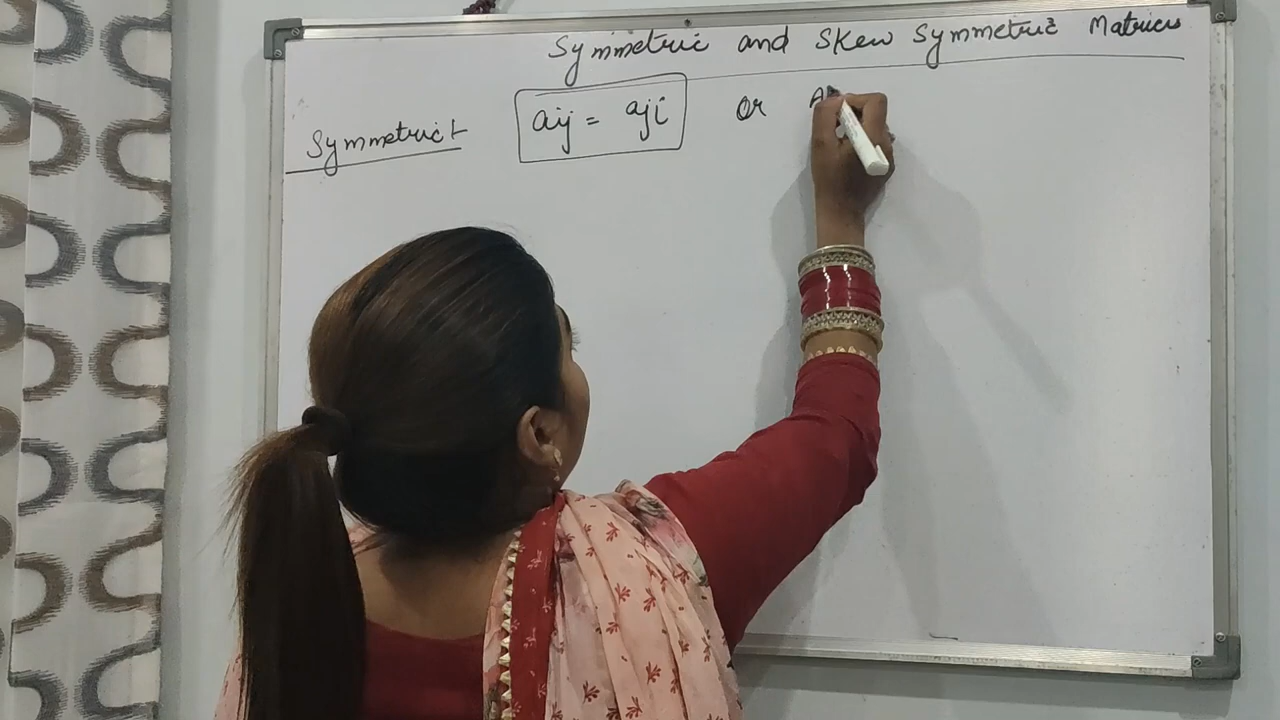 Symmetric and Skew Symmetric Matrices
Symmetric :- aij = aji or A